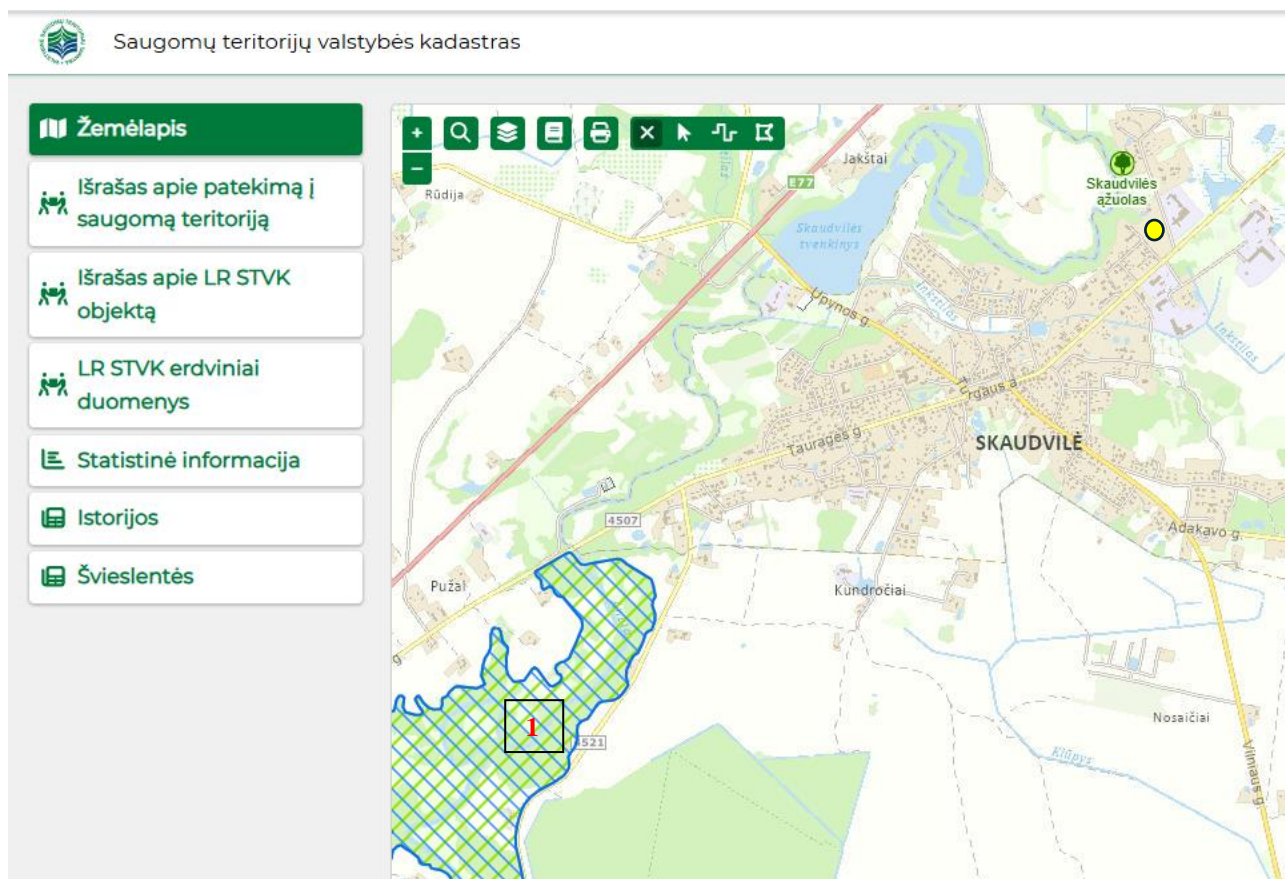 Saugomų teritorijų valstybės kadastras
Žemėlapis
Išrašas apie patekimą į
saugomą teritoriją
Išrašas apie LR STVK
objektą
LR STVK erdviniai
duomenys
Statistinė informacija
Istorijos
Švieslentės
+
−
Jakštai
E77
Rūdija
Skaudvilės
ąžuolas
Skaudvilės
tvenkinys
Upynos g.
Inkstilas
Inkstilas
Turgaus a.
Tauragės g.
SKAUDVILĖ
4507
Adakavo g.
Pužai
Kundročiai
1
4521
Nosaičiai
Klūpys
Vilniaus g.